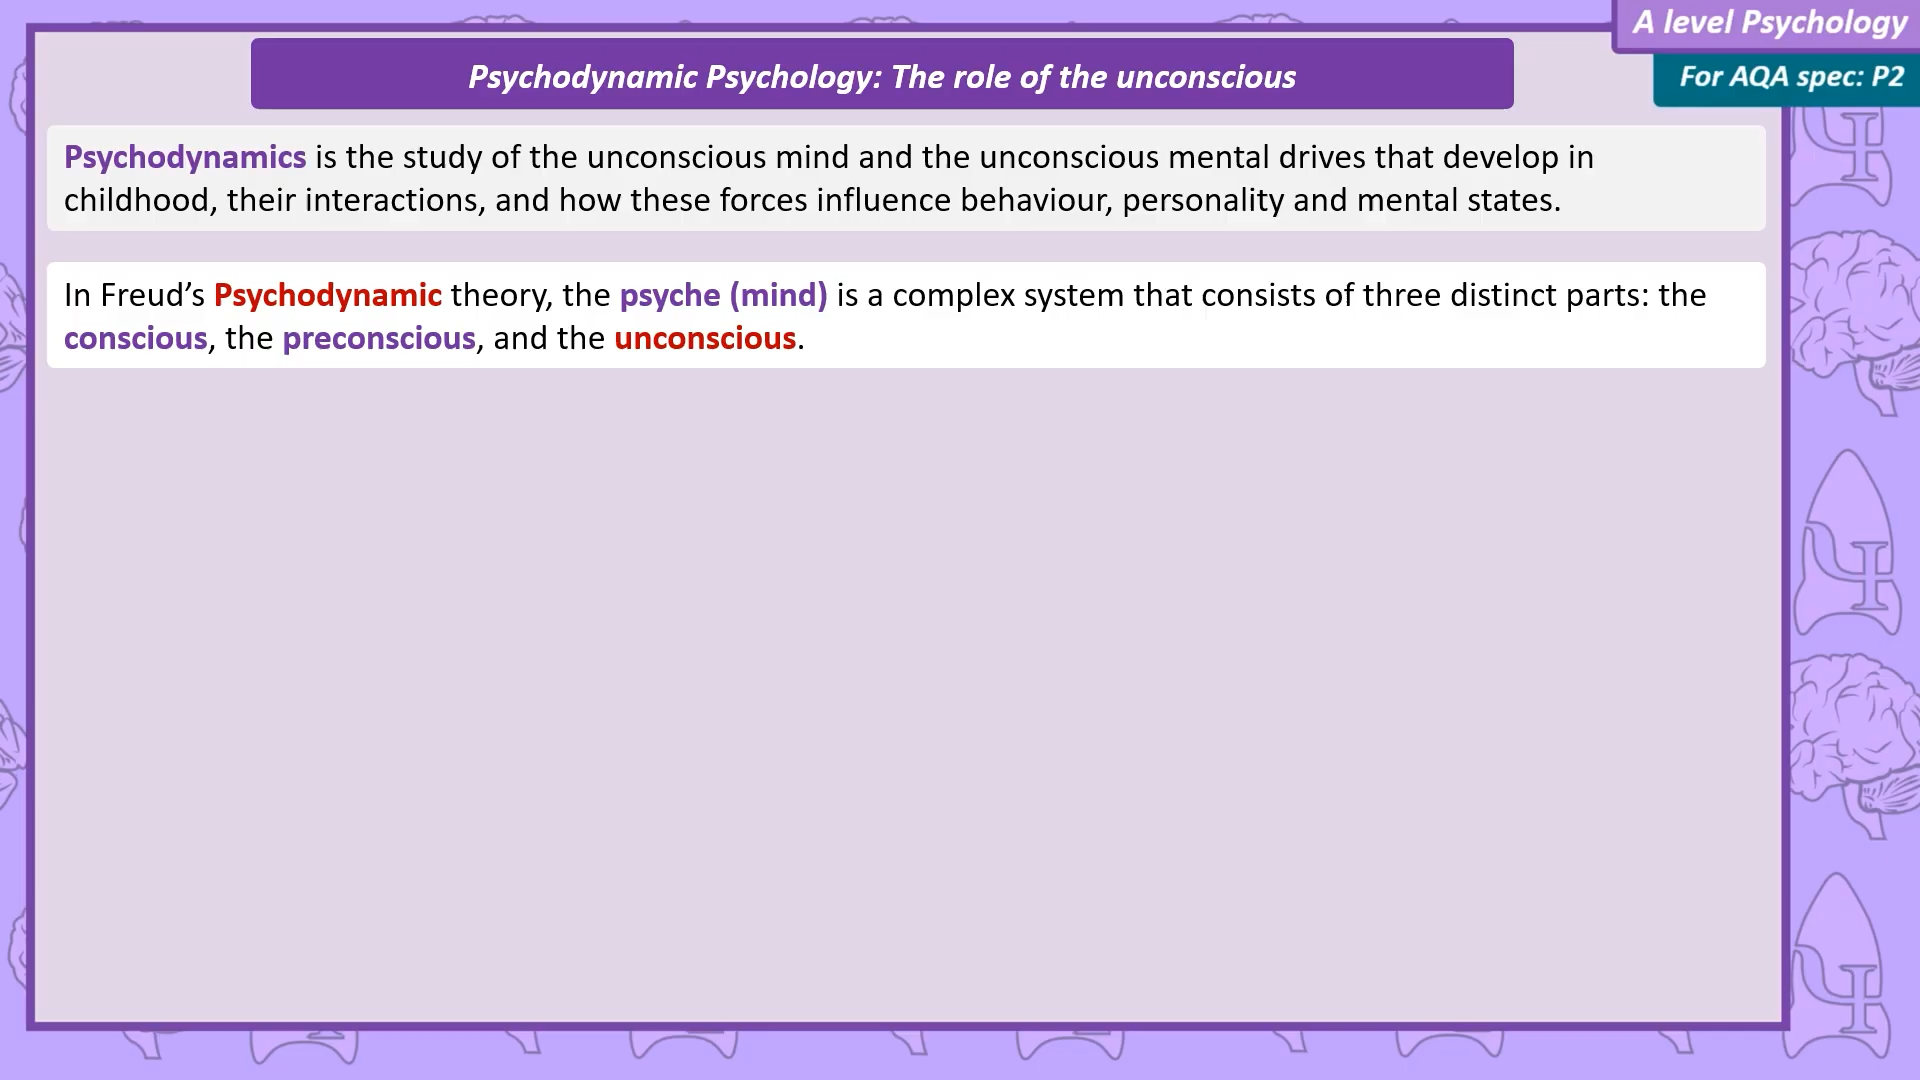 A level Psychology
Psychodynamic Psychology: The role of the unconscious
For AQA spec: P2
Psychodynamics is the study of the unconscious mind and the unconscious mental drives that develop in
childhood, their interactions, and how these forces influence behaviour, personality and mental states.
In Freud’s Psychodynamic theory, the psyche (mind) is a complex system that consists of three distinct parts: the
conscious, the preconscious, and the unconscious.